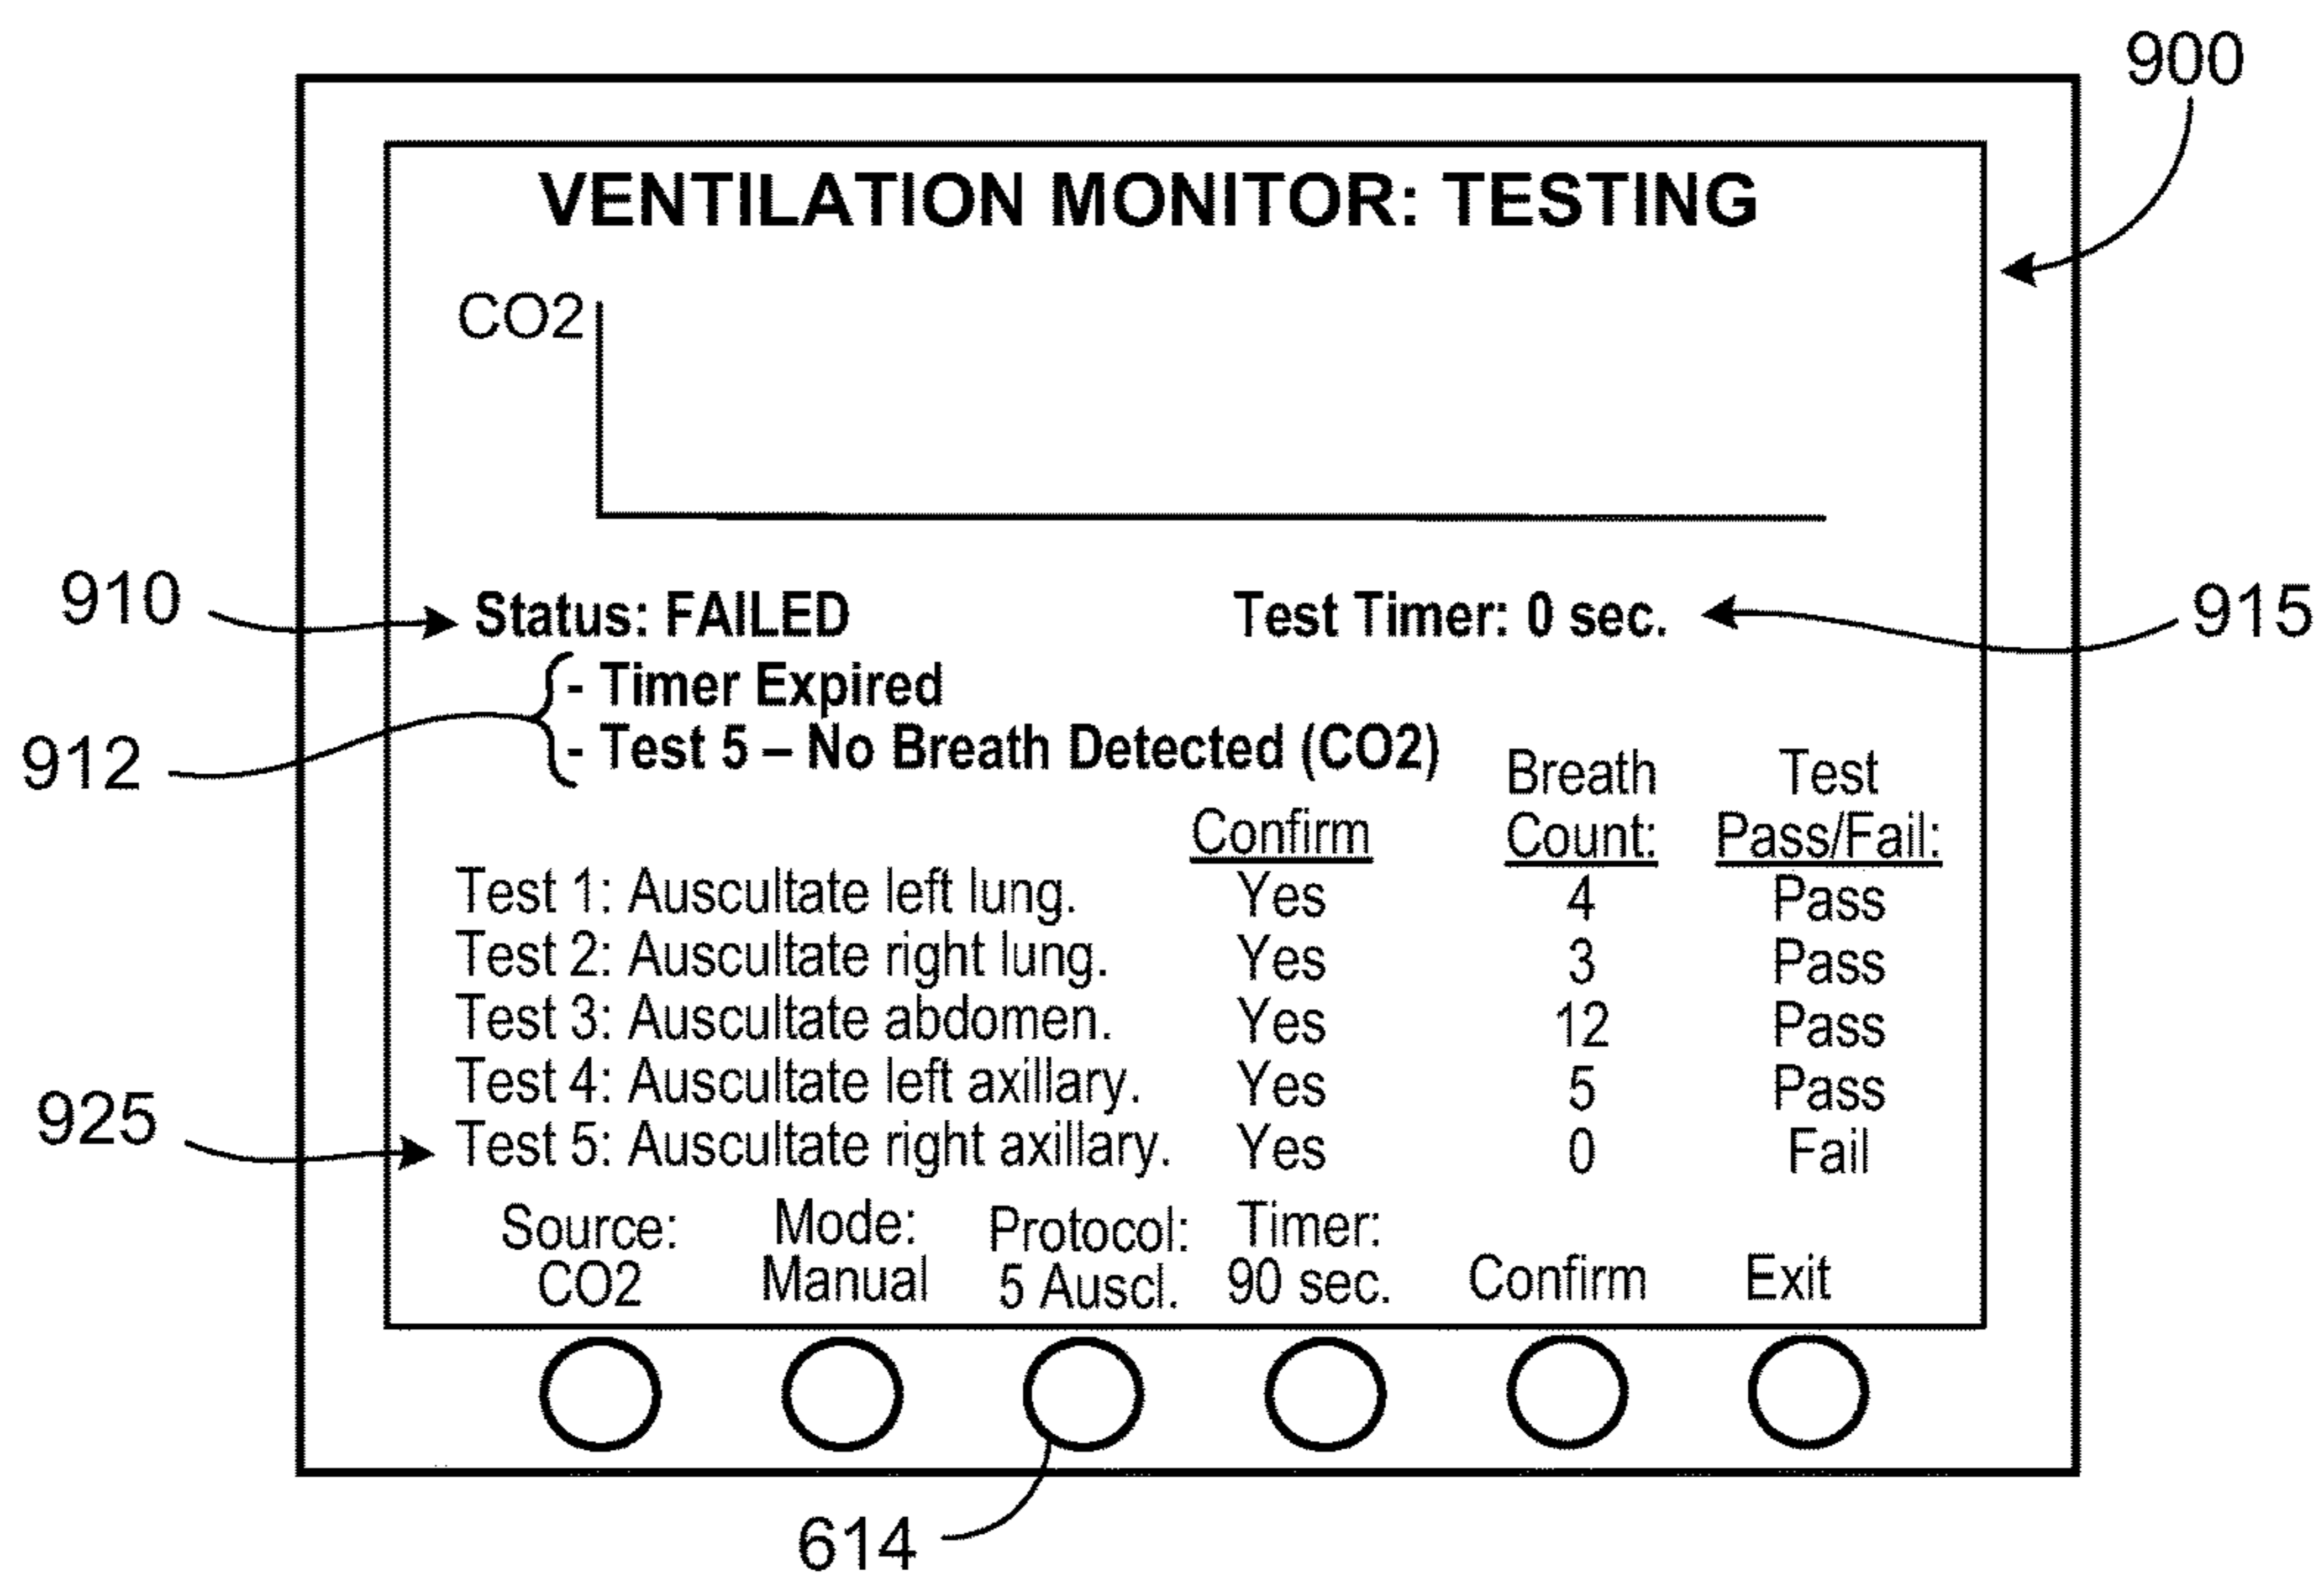 900
VENTILATION MONITOR: TESTING
CO2
910
Status: FAILED
Test Timer: 0 sec.
915
- Timer Expired
912
- Test 5 – No Breath Detected (CO2)
Confirm
Breath
Count:
Test
Pass/Fail:
Test 1: Auscultate left lung. Yes 4 Pass
Test 2: Auscultate right lung. Yes 3 Pass
Test 3: Auscultate abdomen. Yes 12 Pass
Test 4: Auscultate left axillary. Yes 5 Pass
925
Test 5: Auscultate right axillary. Yes 0 Fail
Source:
CO2
Mode:
Manual
Protocol:
5 Auscl.
Timer:
90 sec.
Confirm
Exit
614